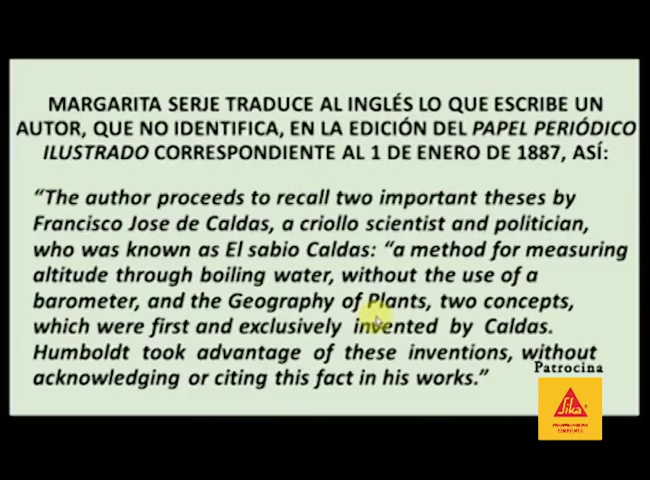 MARGARITA SERJE TRADUCE AL INGLÉS LO QUE ESCRIBE UN
AUTOR, QUE NO IDENTIFICA, EN LA EDICIÓN DEL PAPEL PERIÓDICO
ILUSTRADO CORRESPONDIENTE AL 1 DE ENERO DE 1887, ASÍ:
“The author proceeds to recall two important theses by
Francisco Jose de Caldas, a criollo scientist and politician,
who was known as El sabio Caldas: “a method for measuring
altitude through boiling water, without the use of a
barometer, and the Geography of Plants, two concepts,
which were first and exclusively invented by Caldas.
Humboldt took advantage of these inventions, without
acknowledging or citing this fact in his works.”
Patrocina
Sika